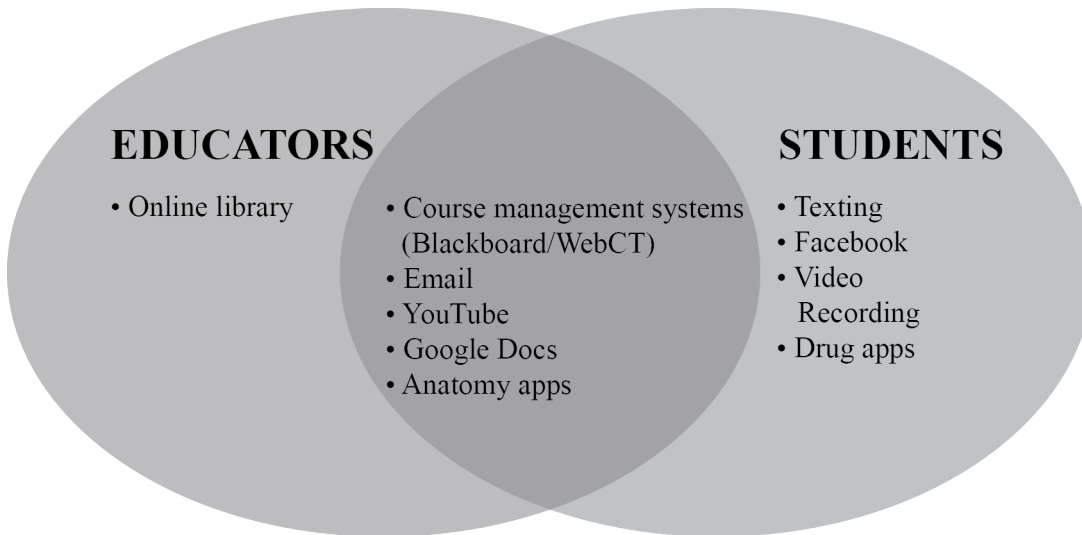 EDUCATORS
• Online library
• Course management systems
(Blackboard/WebCT)
• Email
• YouTube
• Google Docs
• Anatomy apps
STUDENTS
• Texting
• Facebook
• Video
Recording
• Drug apps